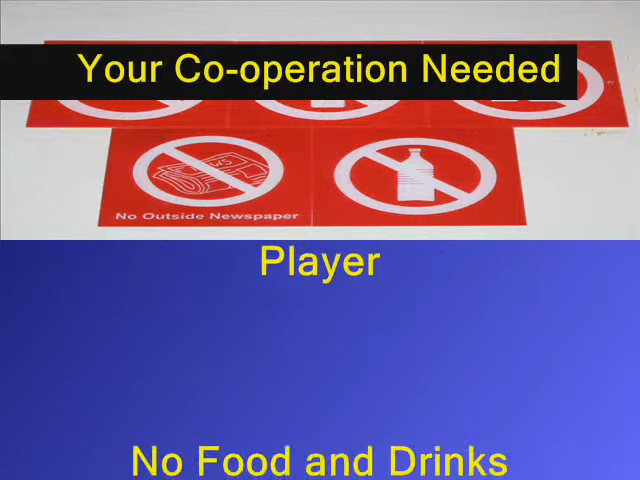 Your Co-operation Needed
No Outside Newspaper
Player
No Food and Drinks